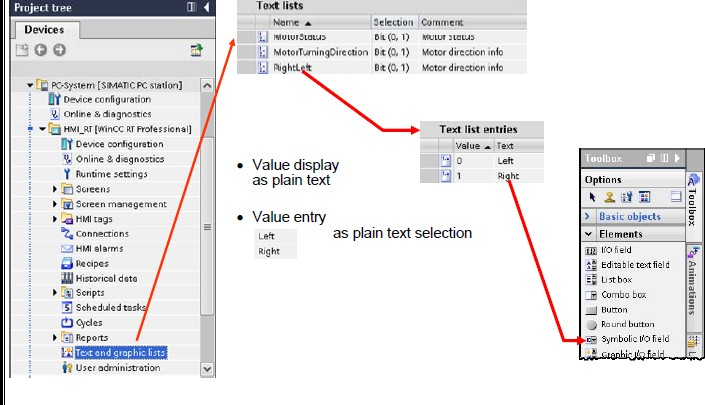 Project tree
Devices
PC-System [SIMATIC PC station]
Device configuration
Online & diagnostics
HMI_RT [WinCC RT Professional]
Device configuration
Online & diagnostics
Runtime settings
Screens
Screen management
HMI tags
Connections
HMI alarms
Recipes
Historical data
Scripts
Scheduled tasks
Cycles
Reports
Text and graphic lists
User administration
Text lists
Name Selection Comment
MotorStatus Bit (0, 1) Motor status
MotorTurningDirection Bit (0, 1) Motor direction info
RightLeft Bit (0, 1) Motor direction info
Text list entries
Value Text
0 Left
1 Right
• Value display
as plain text
• Value entry
as plain text selection
Left
Right
Toolbox
Options
Basic objects
Elements
I/O field
Editable text field
List box
Combo box
Button
Round button
Symbolic I/O field
Graphic I/O field
Toolbox
Animations